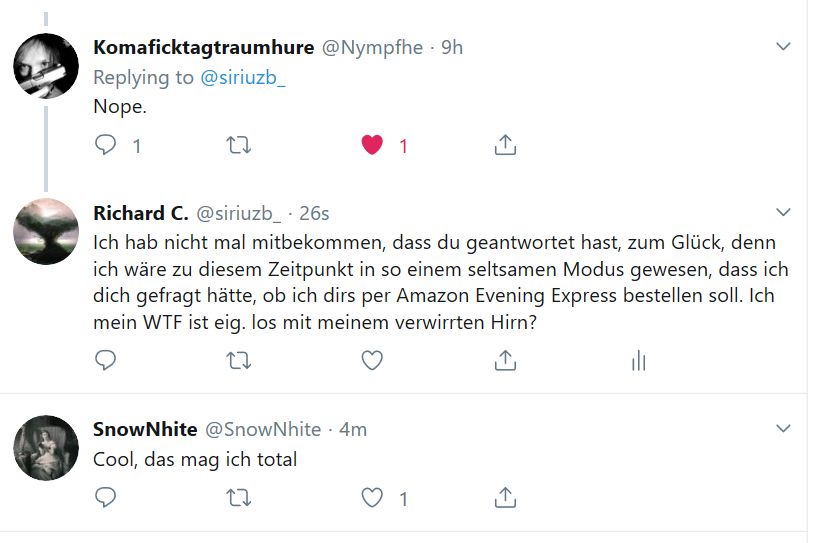 Komaficktagtraumhure @Nympfhe · 9h
Replying to @siriuzb_
Nope.
1 1
Richard C. @siriuzb_ · 26s
Ich hab nicht mal mitbekommen, dass du geantwortet hast, zum Glück, denn
ich wäre zu diesem Zeitpunkt in so einem seltsamen Modus gewesen, dass ich
dich gefragt hätte, ob ich dirs per Amazon Evening Express bestellen soll. Ich
mein WTF ist eig. los mit meinem verwirrten Hirn?
SnowNhite @SnowNhite · 4m
Cool, das mag ich total
1